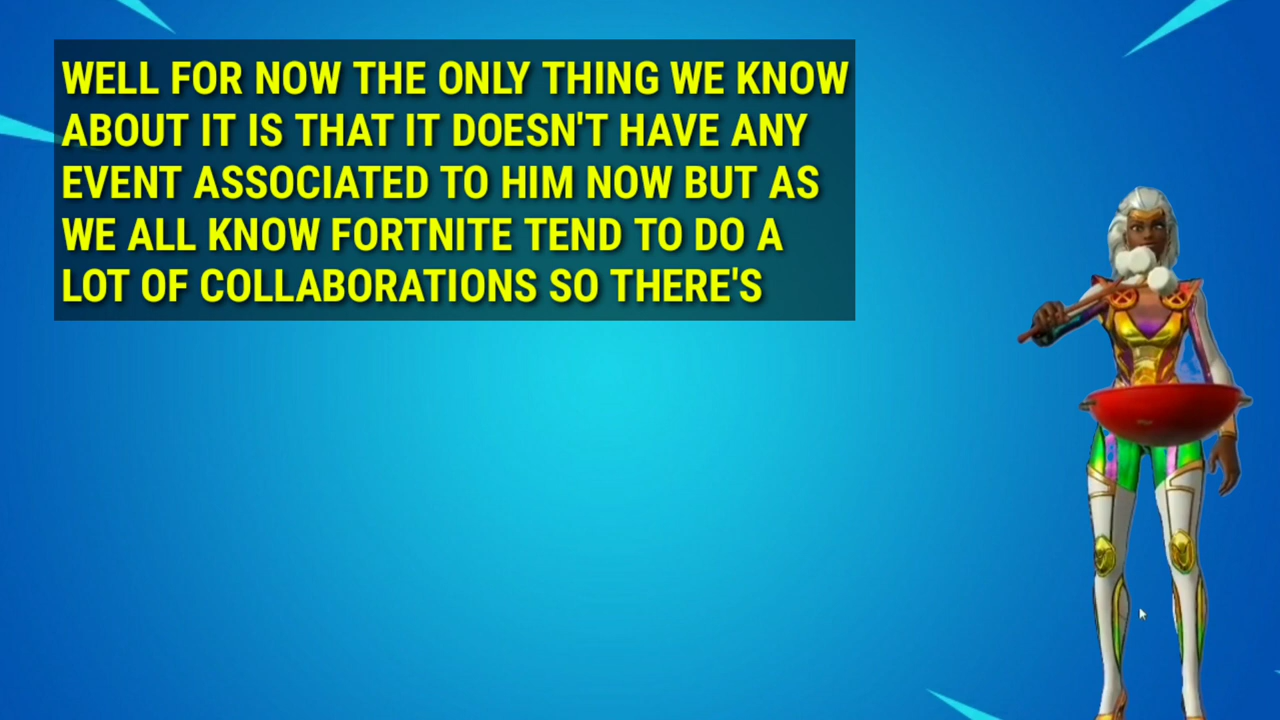 WELL FOR NOW THE ONLY THING WE KNOW
ABOUT IT IS THAT IT DOESN'T HAVE ANY
EVENT ASSOCIATED TO HIM NOW BUT AS
WE ALL KNOW FORTNITE TEND TO DO A
LOT OF COLLABORATIONS SO THERE'S